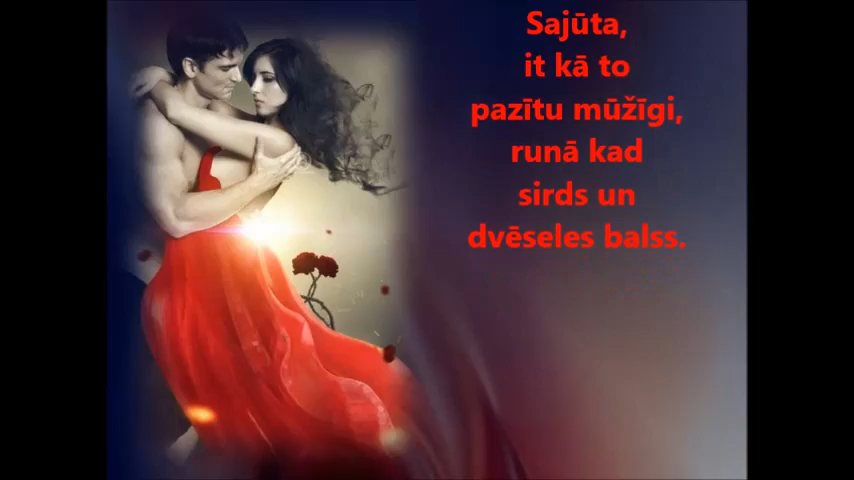 Sajūta,
it kā to
pazītu mūžīgi,
runā kad
sirds un
dvēseles balss.